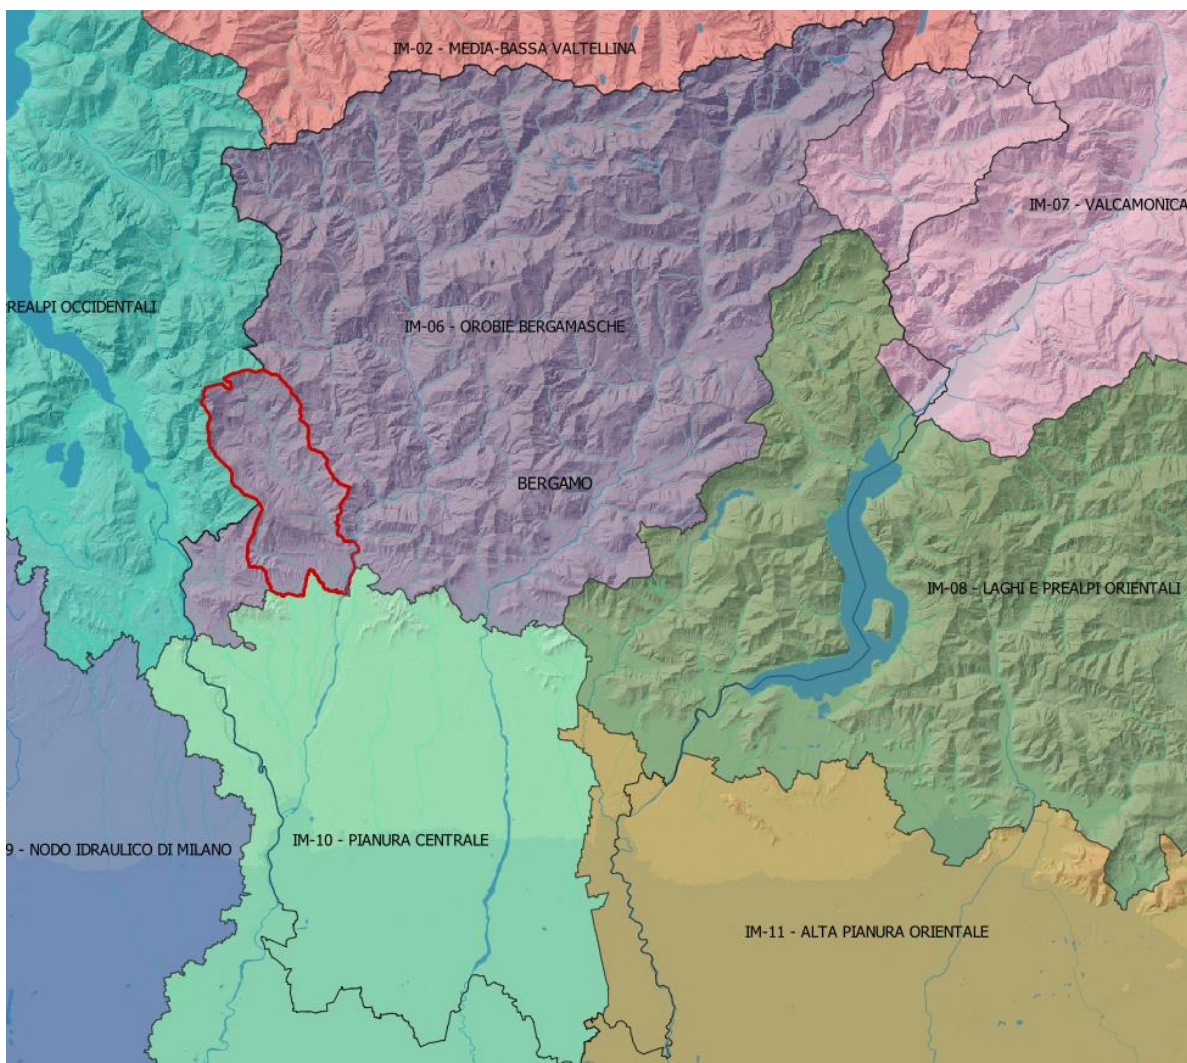 IM-02 - MEDIA-BASSA VALTELLINA
IM-07 - VALCAMONICA
REALPI OCCIDENTALI
IM-06 - OROBIE BERGAMASCHE
BERGAMO
IM-08 - LAGHI E PREALPI ORIENTALI
IM-10 - PIANURA CENTRALE
9 - NODO IDRAULICO DI MILANO
IM-11 - ALTA PIANURA ORIENTALE